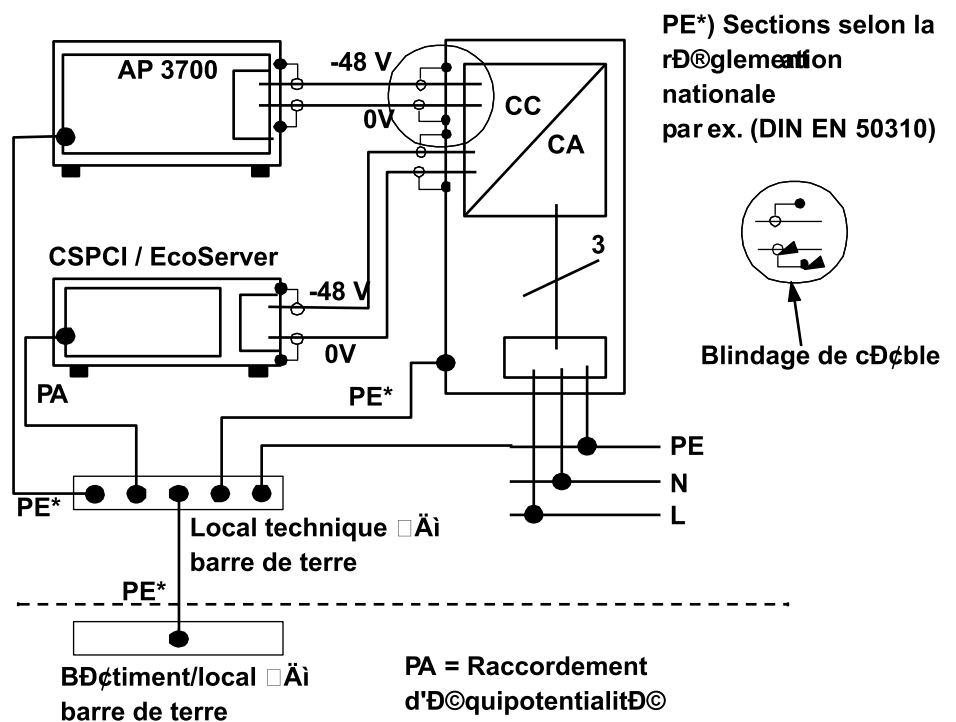 PE*) Sections selon la
rÐ®glementation
nationale
par ex. (DIN EN 50310)
AP 3700
-48 V
0V
CC
CA
CSPCI / EcoServer
-48 V
0V
3
Blindage de cÐ¢ble
PA
PE*
PE
N
L
PE*
Local technique □Äì
barre de terre
PE*
BÐ¢timent/local □Äì
barre de terre
PA = Raccordement
d'Ð©quipotentialitÐ©